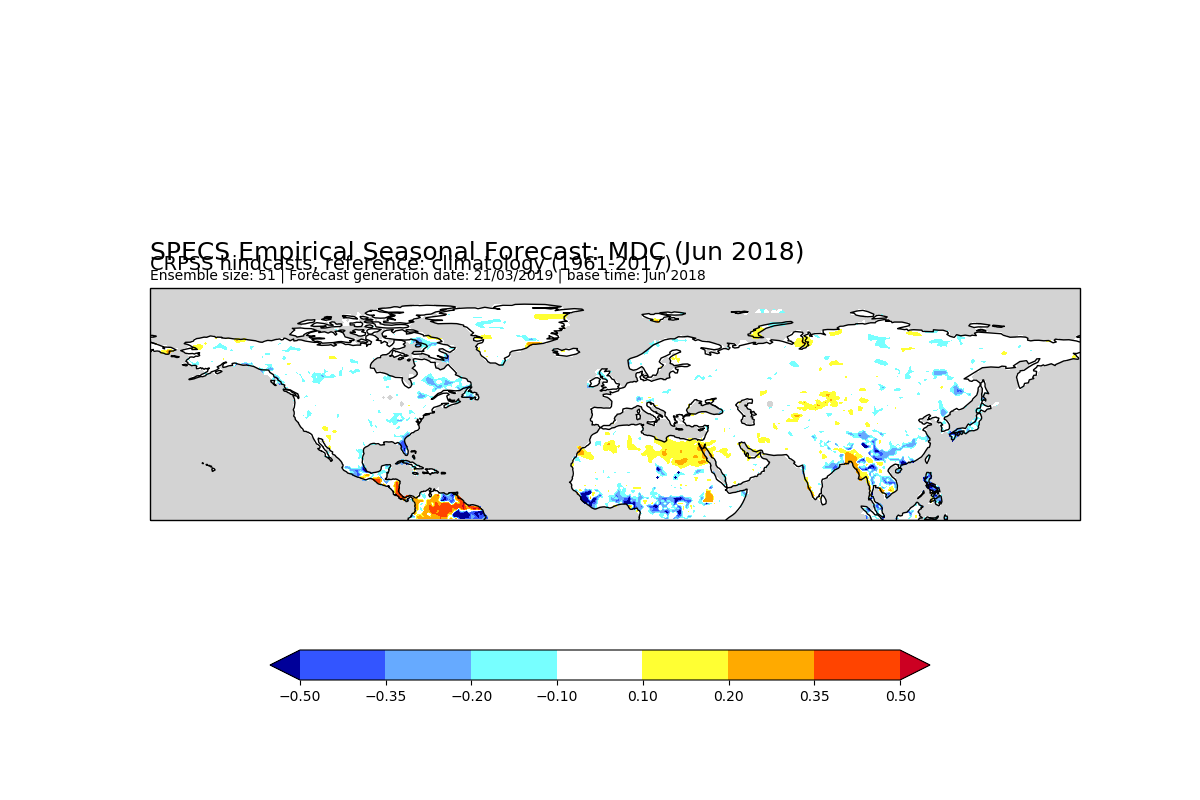 SPECS Empirical Seasonal Forecast: MDC (Jun 2018)
CRPSS hindcasts, reference: climatology (1961-2017)
Ensemble size: 51 | Forecast generation date: 21/03/2019 | base time: Jun 2018
−0.50 −0.35 −0.20 −0.10 0.10 0.20 0.35 0.50